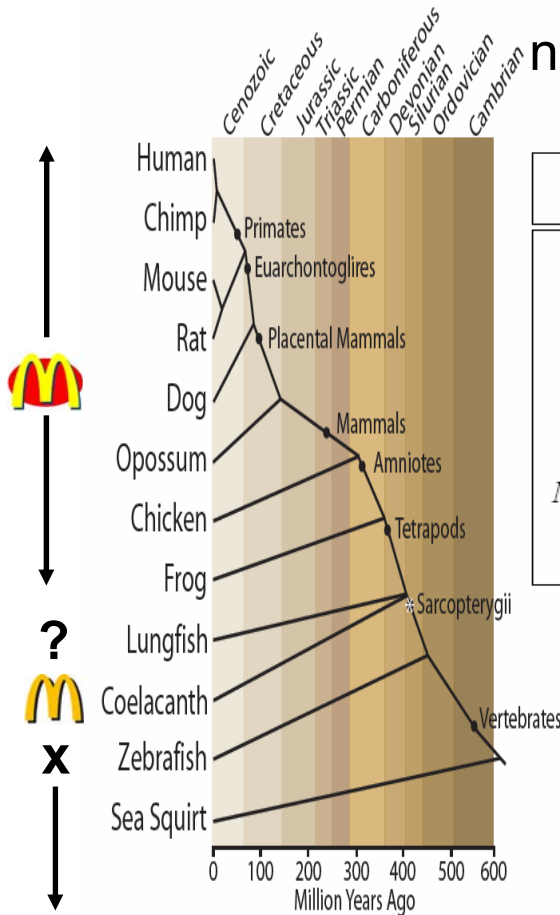 Cenozoic
Cretaceous
Jurassic
Triassic
Permian
Carboniferous
Devonian
Silurian
Ordovician
Cambrian
n
Human
Chimp
Primates
Euarchontoglires
Mouse
Rat
Placental Mammals
Dog
Mammals
Opossum
Amniotes
Chicken
Tetrapods
Frog
* Sarcopterygii
?
Lungfish
M
Coelacanth
Vertebrates
x
Zebrafish
Sea Squirt
0 100 200 300 400 500 600
Million Years Ago